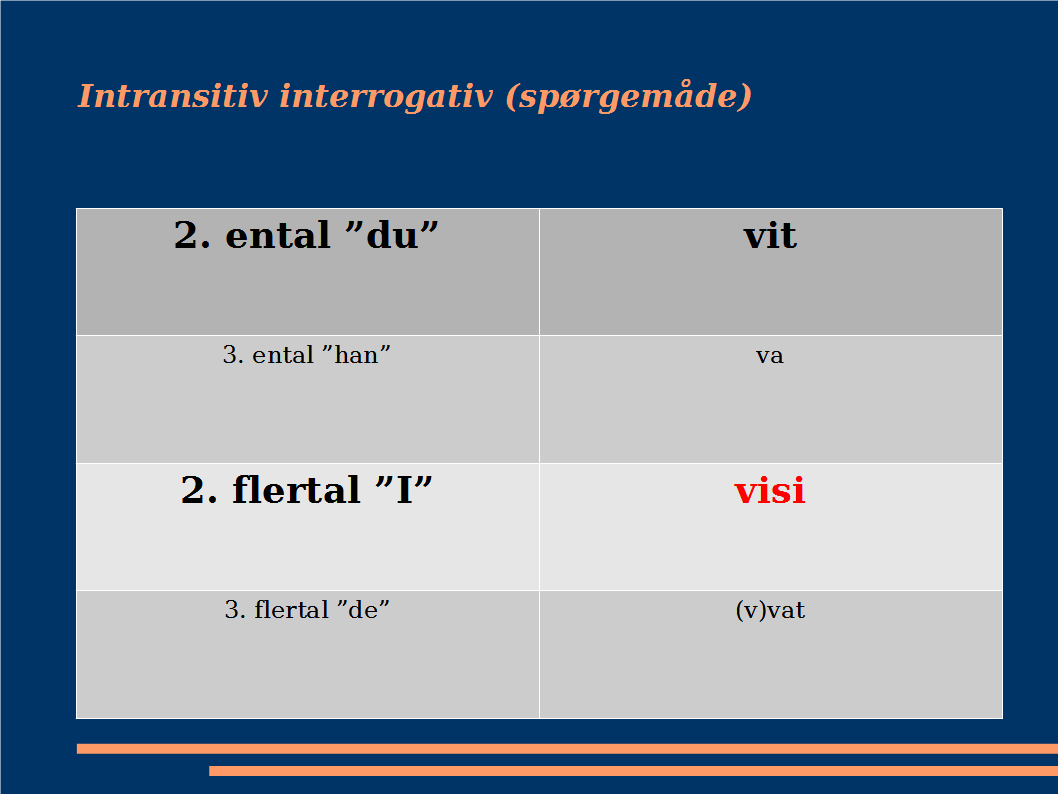 Intransitiv interrogativ (spørgemåde)
2. ental ”du” vit
3. ental ”han” va
2. flertal ”I” visi
3. flertal ”de” (v)vat